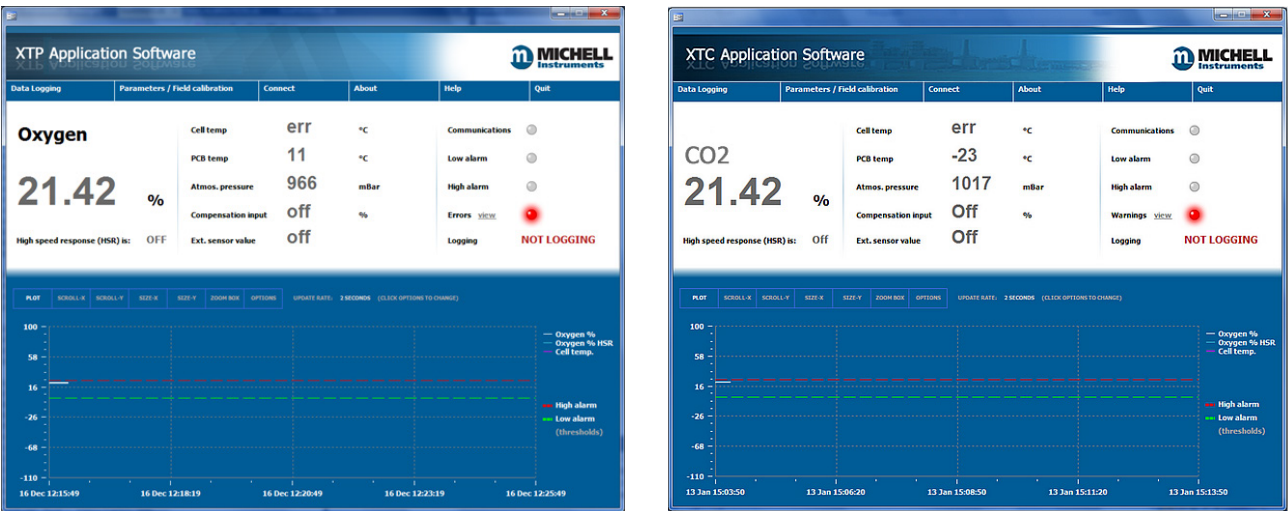 XTP Application Software
MICHELL
Instruments
Data Logging Parameters / Field calibration Connect About Help Quit
Oxygen
21.42 %
High speed response (HSR) is: OFF
Cell temp err °C
PCB temp 11 °C
Atmos. pressure 966 mBar
Compensation input off %
Ext. sensor value off
Communications
Low alarm
High alarm
Errors view
Logging NOT LOGGING
PLOT SCROLL-X SCROLL-Y SIZE-X SIZE-Y ZOOM BOX OPTIONS UPDATE RATE: 2 SECONDS (CLICK OPTIONS TO CHANGE)
100
58
16
-26
-68
-110
16 Dec 12:15:49 16 Dec 12:18:19 16 Dec 12:20:49 16 Dec 12:23:19 16 Dec 12:25:49
Oxygen %
Oxygen % HSR
Cell temp.
High alarm
Low alarm
(thresholds)
XTC Application Software
MICHELL
Instruments
Data Logging Parameters / Field calibration Connect About Help Quit
CO2
21.42 %
High speed response (HSR) is: Off
Cell temp err °C
PCB temp -23 °C
Atmos. pressure 1017 mBar
Compensation input Off %
Ext. sensor value Off
Communications
Low alarm
High alarm
Warnings view
Logging NOT LOGGING
PLOT SCROLL-X SCROLL-Y SIZE-X SIZE-Y ZOOM BOX OPTIONS UPDATE RATE: 2 SECONDS (CLICK OPTIONS TO CHANGE)
100
58
16
-26
-68
-110
13 Jan 15:03:50 13 Jan 15:06:20 13 Jan 15:08:50 13 Jan 15:11:20 13 Jan 15:13:50
Oxygen %
Oxygen % HSR
Cell temp.
High alarm
Low alarm
(thresholds)